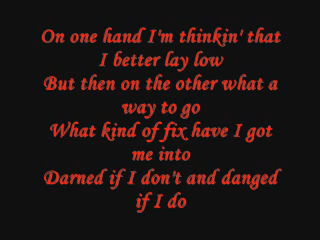 On one hand I'm thinkin' that
I better lay low
But then on the other what a
way to go
What kind of fix have I got
me into
Darned if I don't and danged
if I do